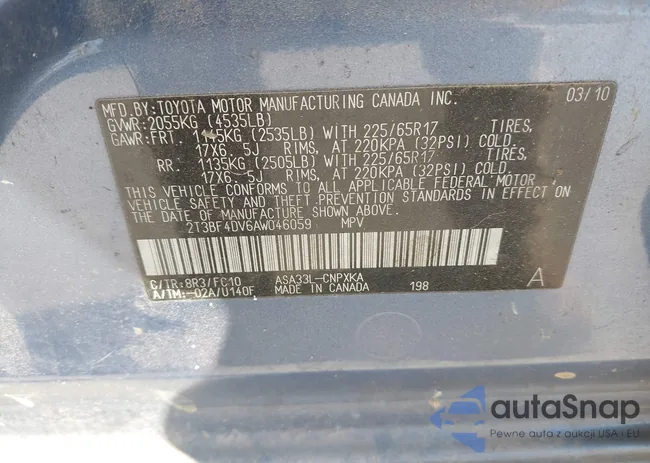 MFD.BY:TOYOTA MOTOR MANUFACTURING CANADA INC. 03/10
GVWR:2055KG (4535LB)
GAWR:FRT. 1145KG (2535LB) WITH 225/65R17 TIRES,
17X6 5J RIMS, AT 220KPA (32PSI) COLD.
RR. 1135KG (2505LB) WITH 225/65R17 TIRES,
17X6 5J RIMS, AT 220KPA (32PSI) COLD.
THIS VEHICLE CONFORMS TO ALL APPLICABLE FEDERAL MOTOR
VEHICLE SAFETY AND THEFT PREVENTION STANDARDS IN EFFECT ON
THE DATE OF MANUFACTURE SHOWN ABOVE.
2T3BF4DV6AW046059 MPV
C/TR:8R3/FC10 ASA33L-CNPXKA A
A/TM:-02A/U140F MADE IN CANADA 198
autaSnap
Pewne auta z aukcji USA i EU